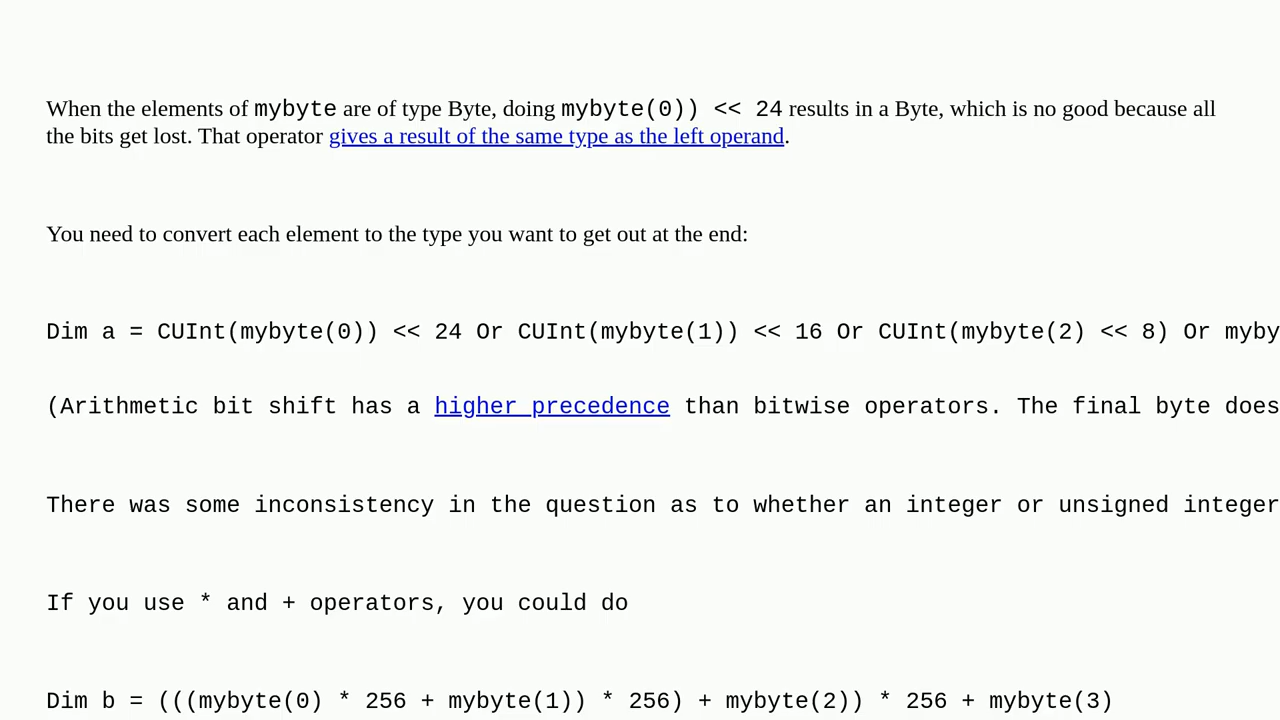 When the elements of mybyte are of type Byte, doing mybyte(0)) << 24 results in a Byte, which is no good because all
the bits get lost. That operator gives a result of the same type as the left operand.
You need to convert each element to the type you want to get out at the end:
Dim a = CUInt(mybyte(0)) << 24 Or CUInt(mybyte(1)) << 16 Or CUInt(mybyte(2) << 8) Or myby
(Arithmetic bit shift has a higher precedence than bitwise operators. The final byte does
There was some inconsistency in the question as to whether an integer or unsigned integer
If you use * and + operators, you could do
Dim b = (((mybyte(0) * 256 + mybyte(1)) * 256) + mybyte(2)) * 256 + mybyte(3)